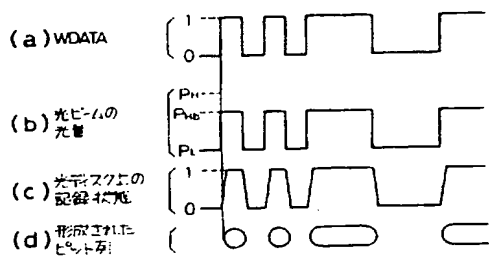 (a) WDATA
1
0
(b) 光ビームの
光量
PH
PHb
PL
(c) 光ディスク上の
記録状態
1
0
(d) 形成された
ピット列